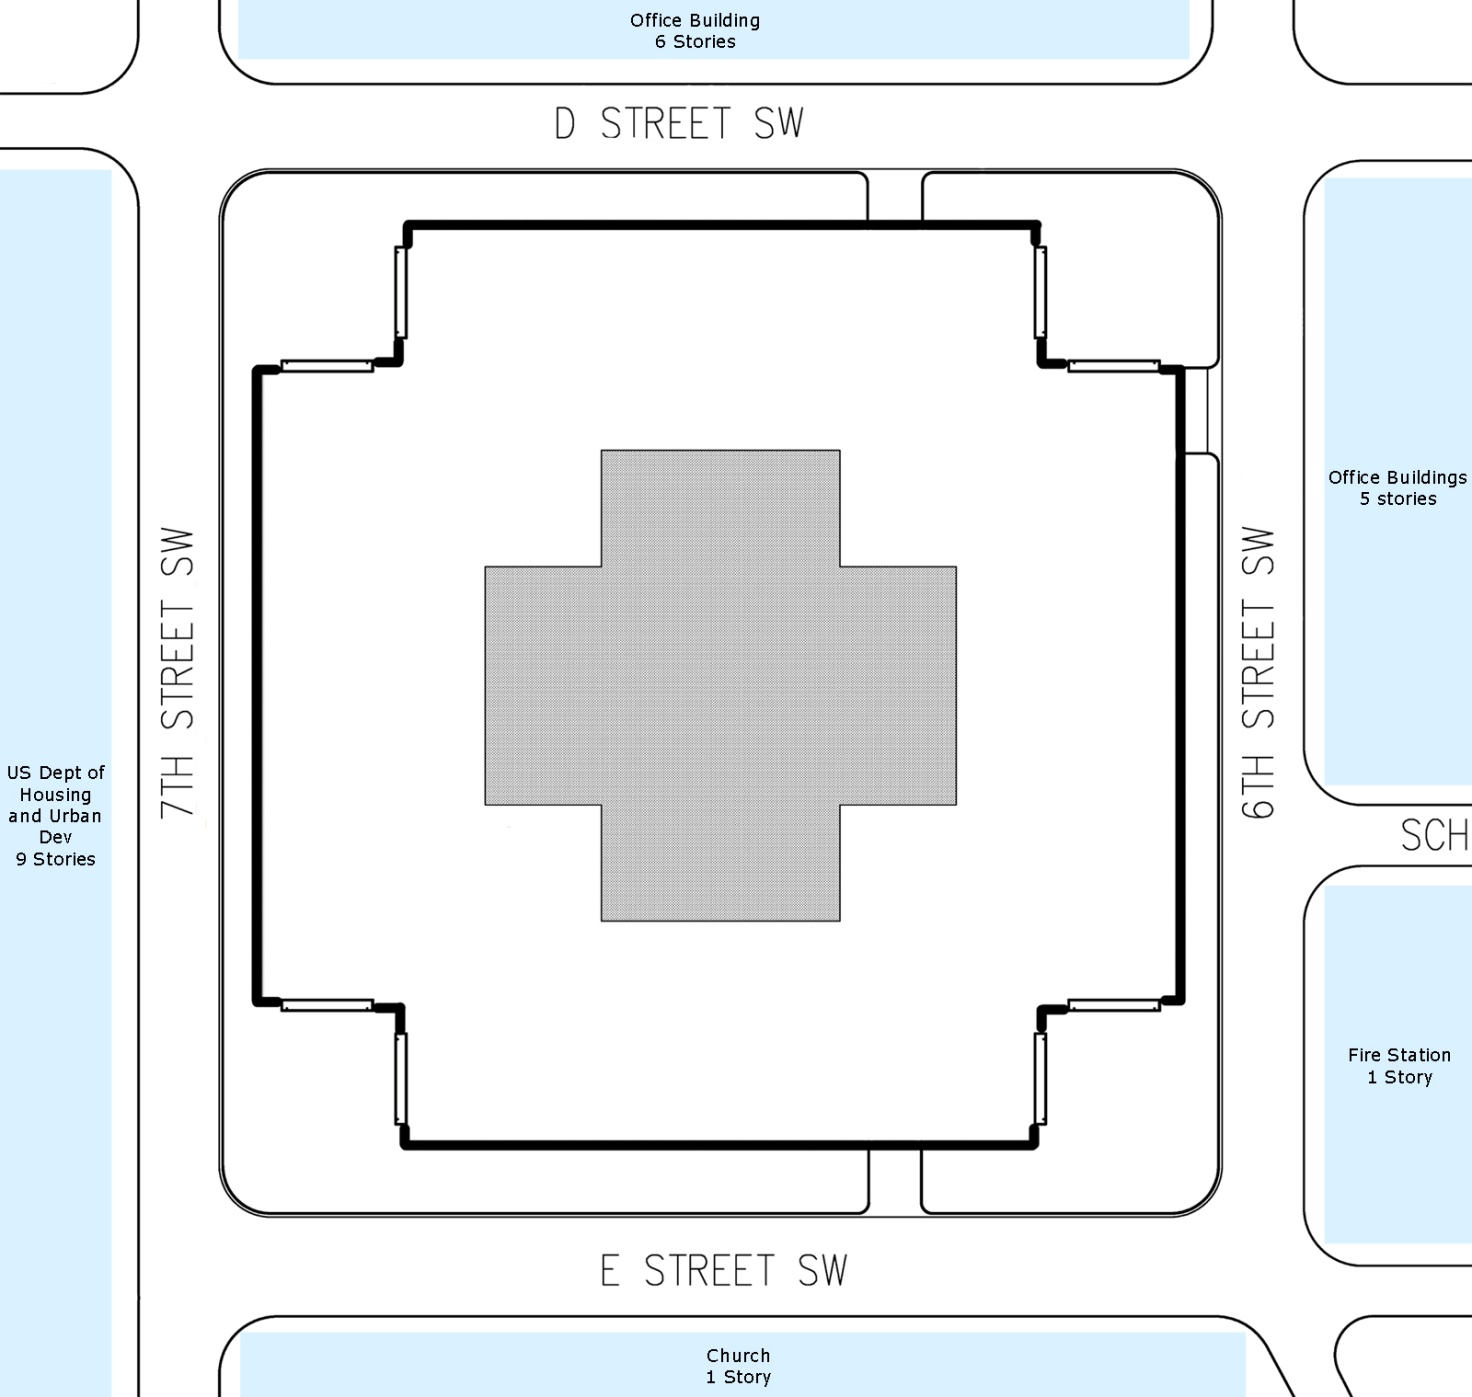 Office Building
6 Stories
D STREET SW
7TH STREET SW
6TH STREET SW
Office Buildings
5 stories
US Dept of
Housing
and Urban
Dev
9 Stories
SCH
Fire Station
1 Story
E STREET SW
Church
1 Story